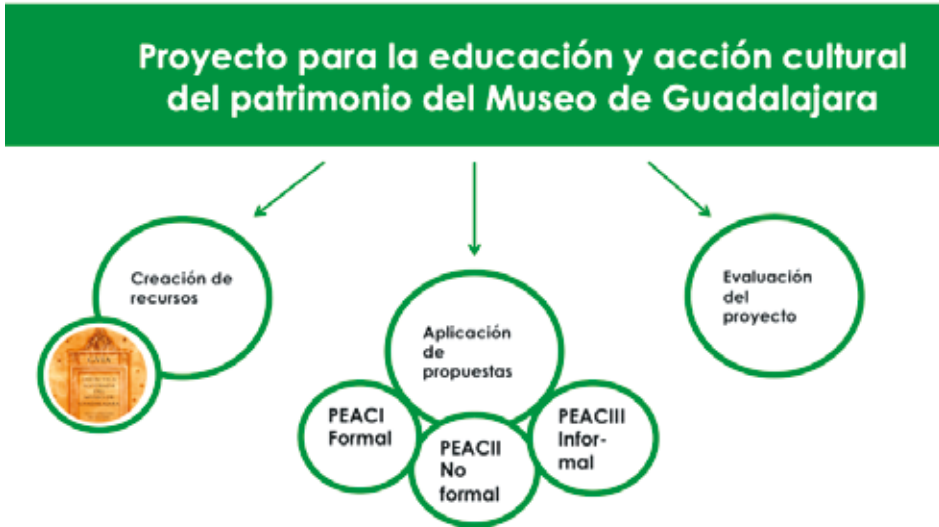 Proyecto para la educación y acción cultural
del patrimonio del Museo de Guadalajara
Creación de
recursos
GUIA
Aplicación
de
propuestas
PEACI
Formal
PEACII
No
formal
PEACIII
Infor-
mal
Evaluación
del
proyecto